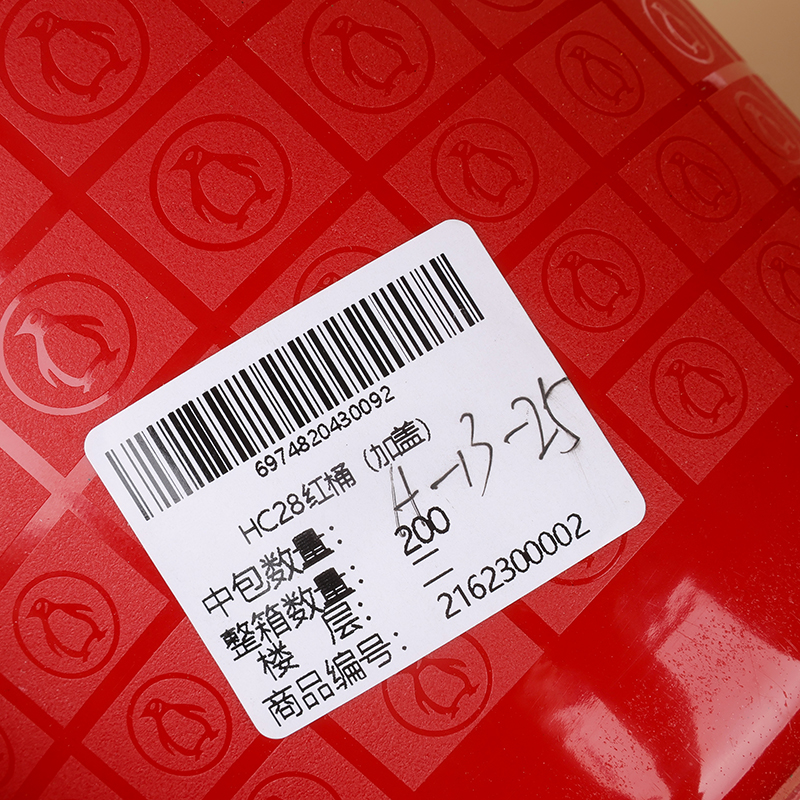 6974820430092
HC28红桶（加盖）
4-13-25
中包数量：
整箱数量：200
楼 层：二
商品编号：2162300002